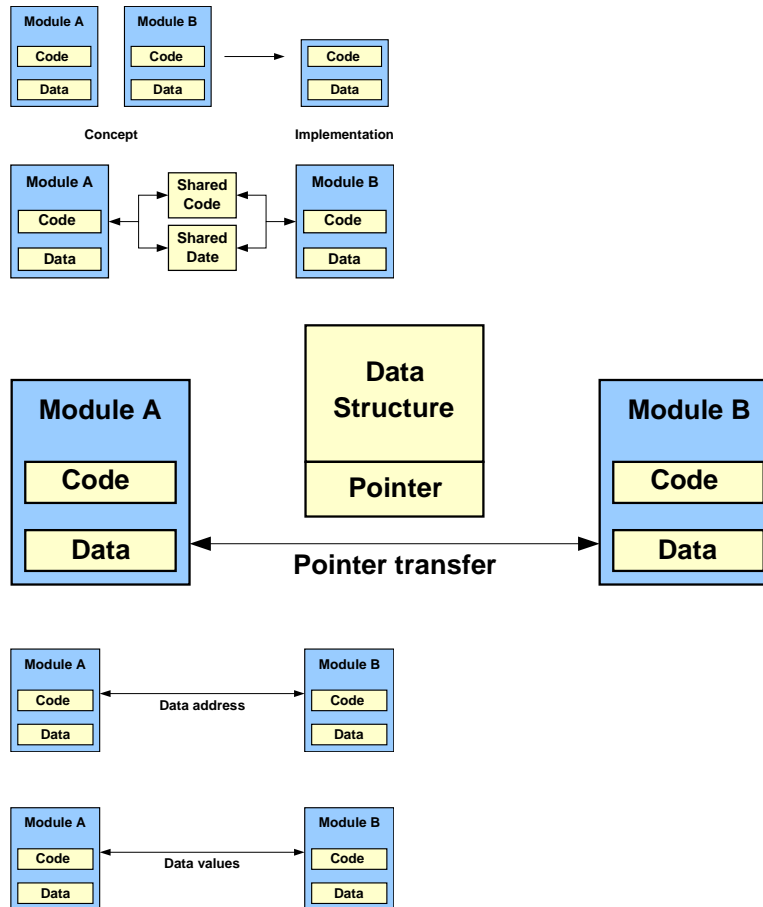 Module A
Module B
Code
Code
Code
Data
Data
Data
Concept
Implementation
Module A
Shared
Code
Module B
Code
Code
Shared
Date
Data
Data
Data
Structure
Module A
Module B
Code
Pointer
Code
Data
Data
Pointer transfer
Module A
Module B
Code
Code
Data address
Data
Data
Module A
Module B
Code
Code
Data values
Data
Data